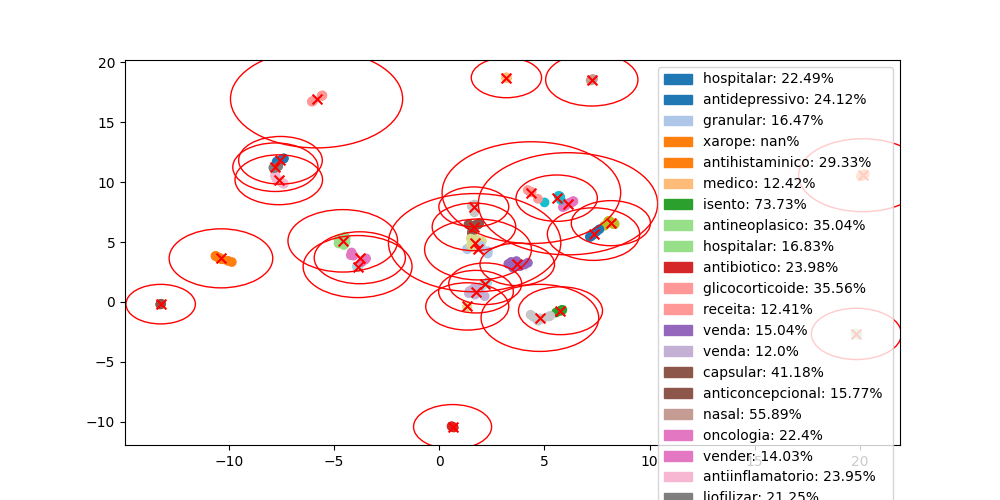 20
15
10
5
0
−5
−10
−10
−5
0
5
10
15
20
hospitalar: 22.49%
antidepressivo: 24.12%
granular: 16.47%
xarope: nan%
antihistaminico: 29.33%
medico: 12.42%
isento: 73.73%
antineoplasico: 35.04%
hospitalar: 16.83%
antibiotico: 23.98%
glicocorticoide: 35.56%
receita: 12.41%
venda: 15.04%
venda: 12.0%
capsular: 41.18%
anticoncepcional: 15.77%
nasal: 55.89%
oncologia: 22.4%
vender: 14.03%
antiinflamatorio: 23.95%
liofilizar: 21.25%